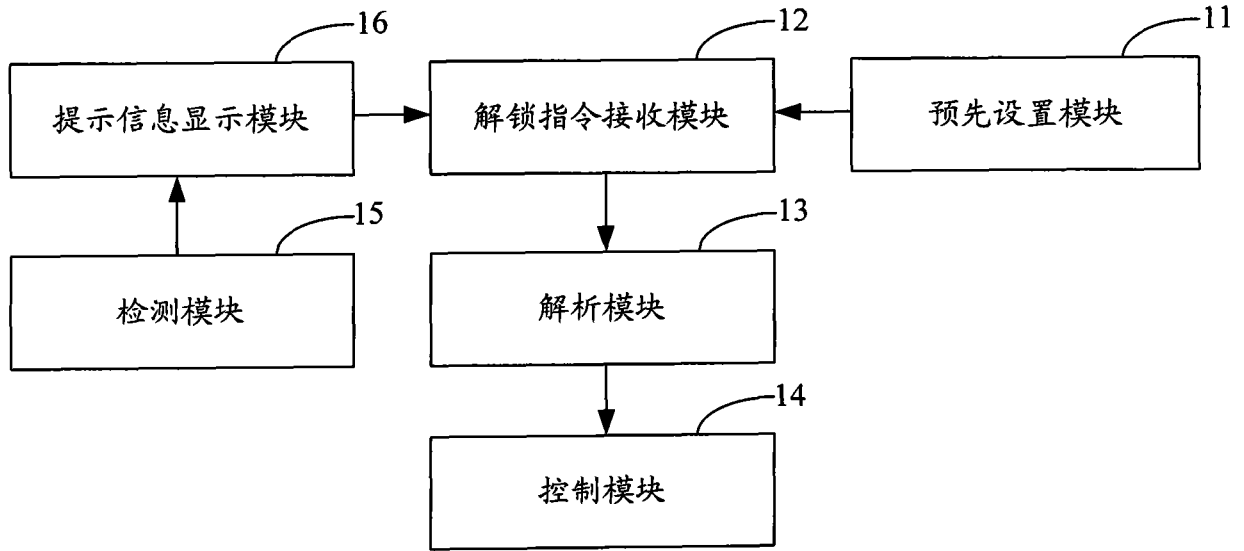 16
12
11
提示信息显示模块
解锁指令接收模块
预先设置模块
15
13
检测模块
解析模块
14
控制模块